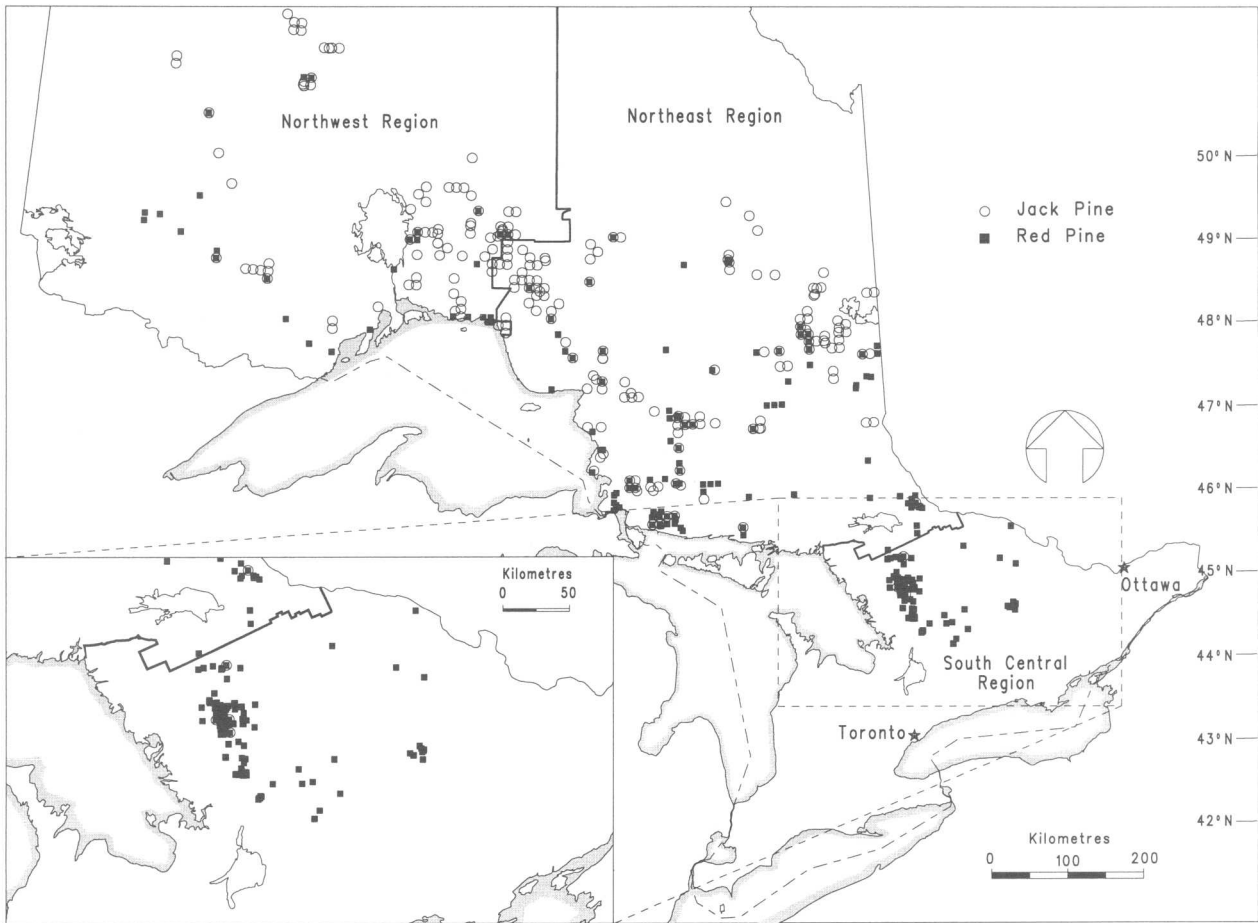 Northwest Region
Northeast Region
50° N
Jack Pine
Red Pine
49° N
48° N
47° N
46° N
45° N
Ottawa
44° N
South Central
Region
Toronto
43° N
42° N
Kilometres
0 50
Kilometres
0 100 200